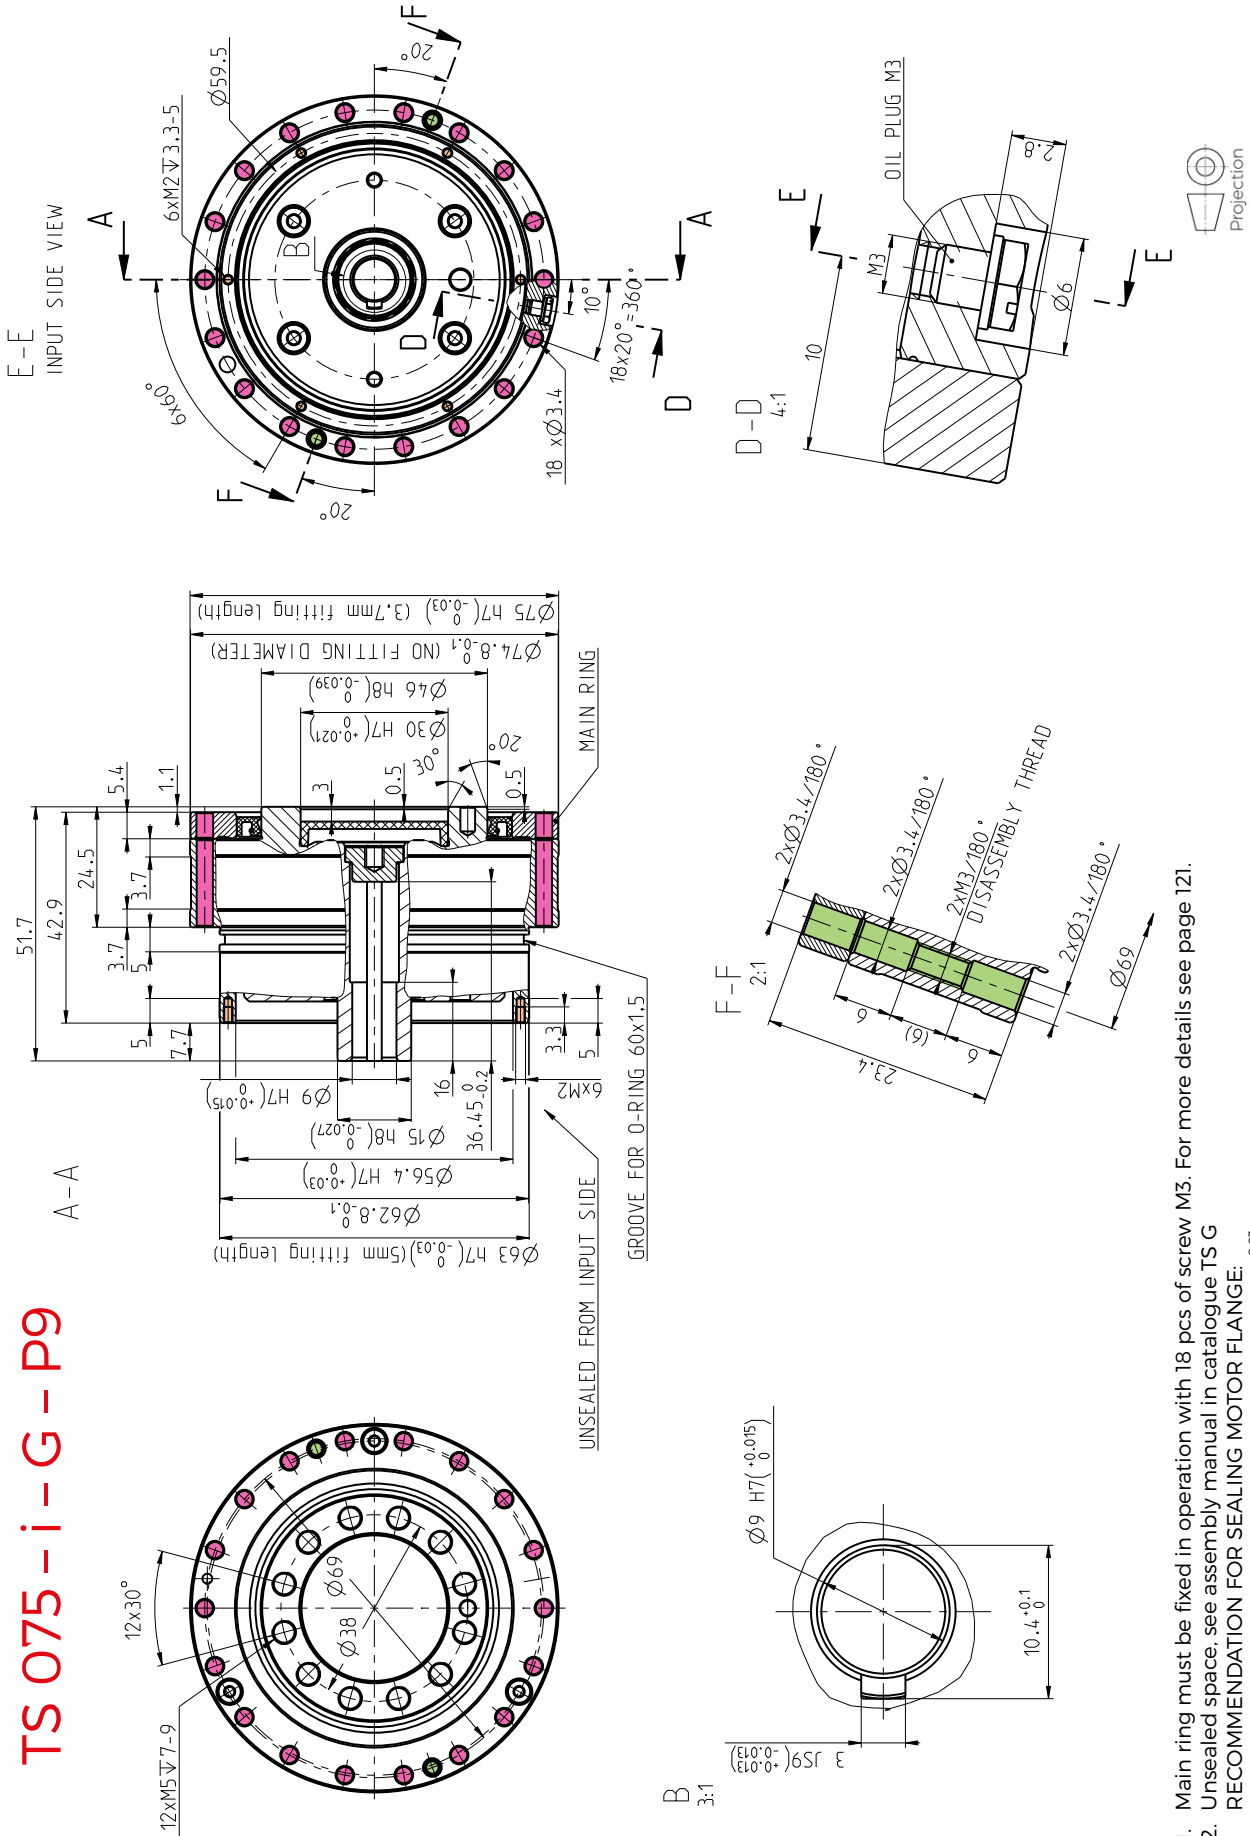 TS 075 – i – G – P9
12xM5↧7-9
12x30°
Ø38
Ø69
A-A
51.7
42.9
24.5
5.4
1.1
3.7
3.7
5
5
7.7
3
0.5
30°
20°
0.5
Ø75 h7(0/-0.03) (3.7mm fitting length)
Ø74.8 0/-0.1 (NO FITTING DIAMETER)
Ø46 h8(0/-0.039)
Ø30 H7(+0.021/0)
MAIN RING
Ø9 H7(+0.015/0)
Ø15 h8(0/-0.027)
Ø56.4 H7(+0.03/0)
Ø62.8 0/-0.1
Ø63 h7(0/-0.03)(5mm fitting length)
16
36.45 0/-0.2
6xM2
3.3
5
UNSEALED FROM INPUT SIDE
GROOVE FOR O-RING 60x1.5
E-E
INPUT SIDE VIEW
A
A
6xM2↧3.3-5
Ø59.5
F
F
20°
20°
6x60°
B
D
D
10°
18x20°=360°
18 xØ3.4
B
3:1
Ø9 H7(+0.015/0)
10.4 +0.1/0
3 JS9(+0.013/-0.013)
F-F
2:1
2xØ3.4/180°
2xØ3.4/180°
2xM3/180°
DISASSEMBLY THREAD
2xØ3.4/180°
Ø69
6
(6)
6
23.4
D-D
4:1
E
E
OIL PLUG M3
M3
10
2.8
Ø6
Projection
1. Main ring must be fixed in operation with 18 pcs of screw M3. For more details see page 121.
2. Unsealed space, see assembly manual in catalogue TS G
RECOMMENDATION FOR SEALING MOTOR FLANGE: